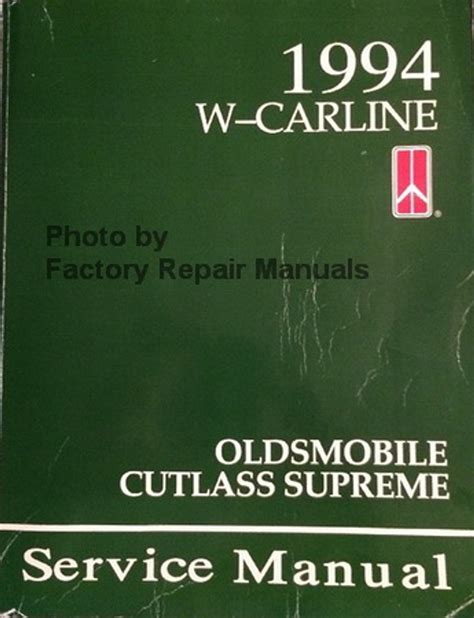 1994
W–CARLINE
®
Photo by
Factory Repair Manuals
OLDSMOBILE
CUTLASS SUPREME
Service Manual